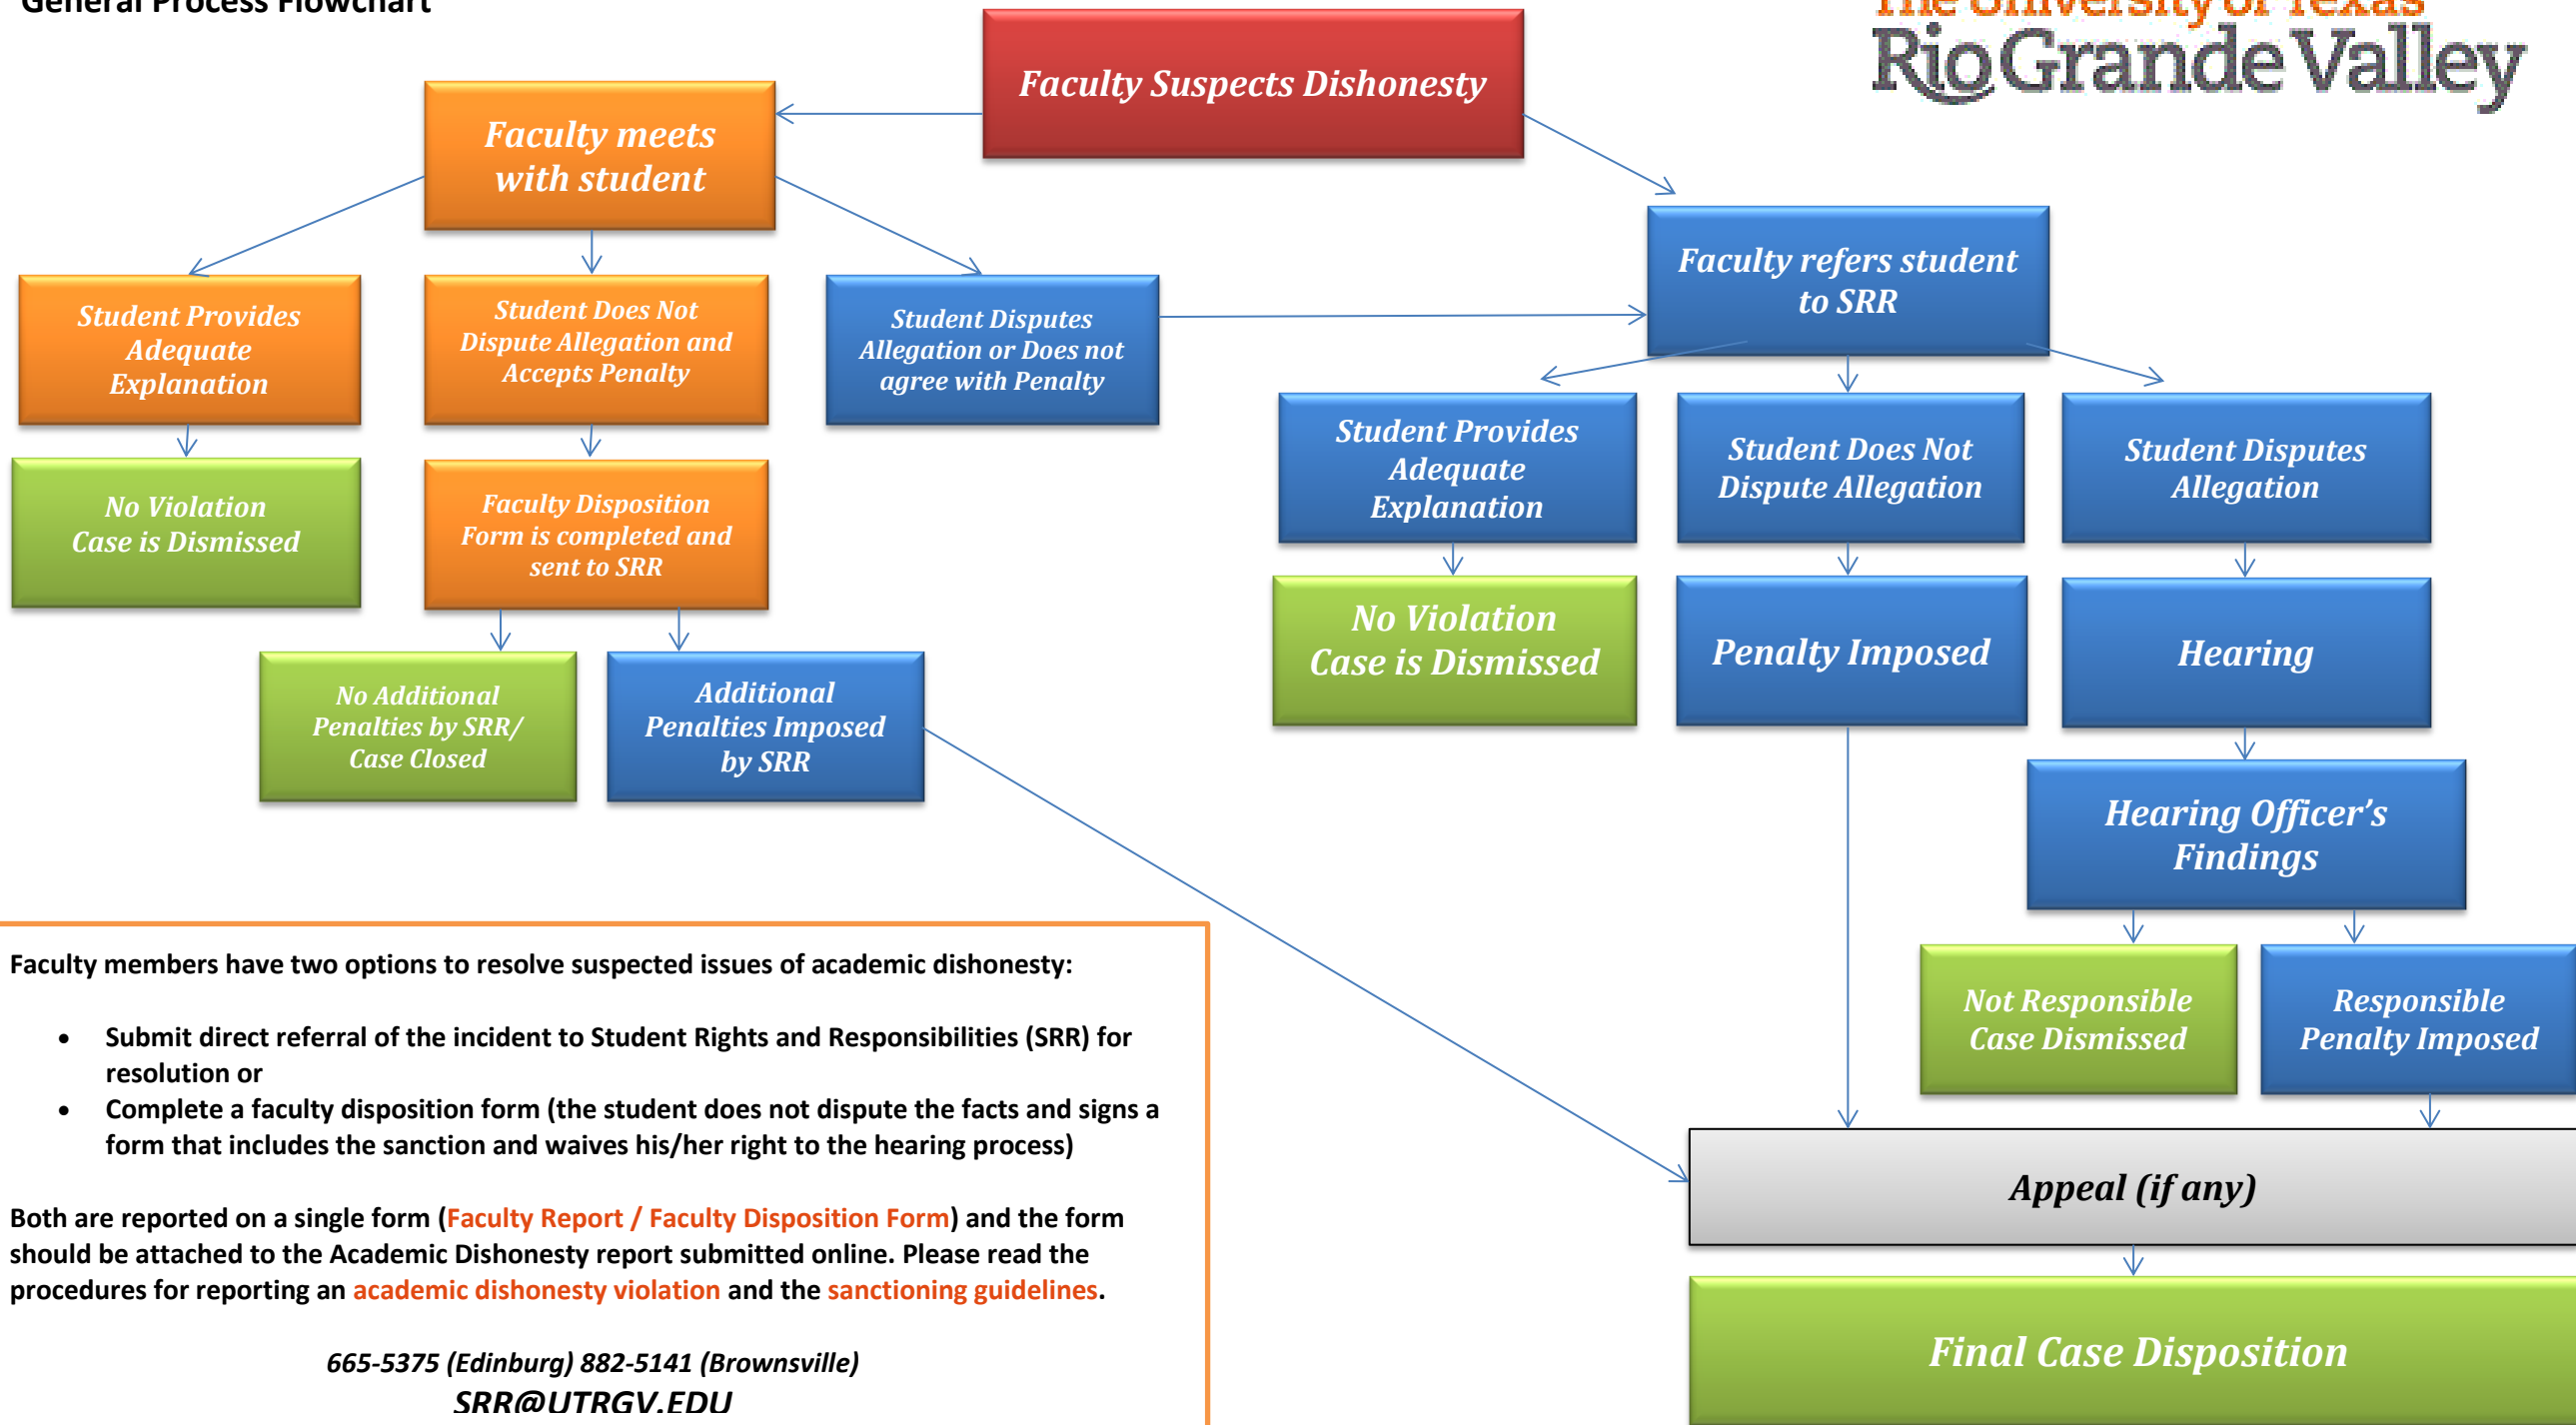 General Process Flowchart
The University of Texas
RioGrande Valley
Faculty Suspects Dishonesty
Faculty meets
with student
Faculty refers student
to SRR
Student Provides
Adequate
Explanation
Student Does Not
Dispute Allegation and
Accepts Penalty
Student Disputes
Allegation or Does not
agree with Penalty
No Violation
Case is Dismissed
Faculty Disposition
Form is completed and
sent to SRR
No Additional
Penalties by SRR/
Case Closed
Additional
Penalties Imposed
by SRR
Student Provides
Adequate
Explanation
Student Does Not
Dispute Allegation
Student Disputes
Allegation
No Violation
Case is Dismissed
Penalty Imposed
Hearing
Hearing Officer’s
Findings
Not Responsible
Case Dismissed
Responsible
Penalty Imposed
Appeal (if any)
Final Case Disposition
Faculty members have two options to resolve suspected issues of academic dishonesty:
• Submit direct referral of the incident to Student Rights and Responsibilities (SRR) for
resolution or
• Complete a faculty disposition form (the student does not dispute the facts and signs a
form that includes the sanction and waives his/her right to the hearing process)
Both are reported on a single form (Faculty Report / Faculty Disposition Form) and the form
should be attached to the Academic Dishonesty report submitted online. Please read the
procedures for reporting an academic dishonesty violation and the sanctioning guidelines.
665-5375 (Edinburg) 882-5141 (Brownsville)
SRR@UTRGV.EDU